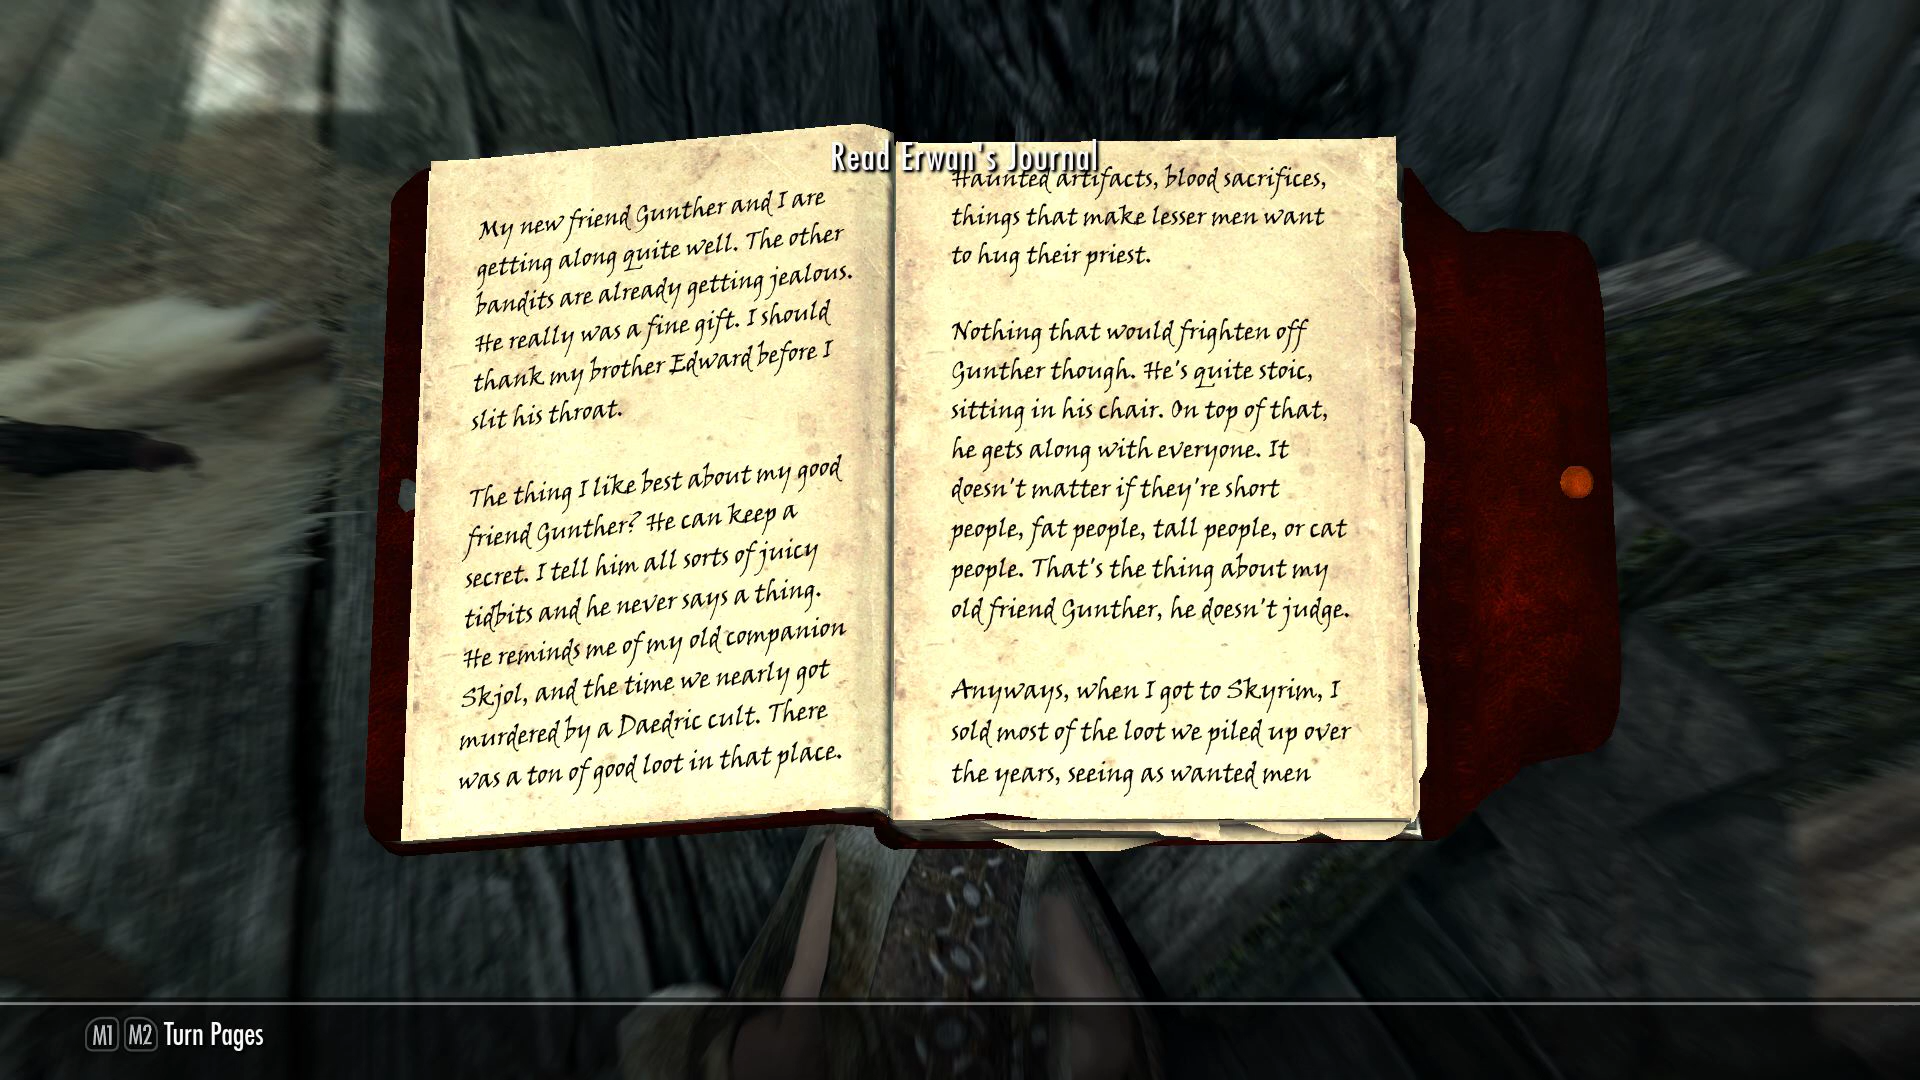 Read Erwan's Journal
My new friend Gunther and I are
getting along quite well. The other
bandits are already getting jealous.
He really was a fine gift. I should
thank my brother Edward before I
slit his throat.
The thing I like best about my good
friend Gunther? He can keep a
secret. I tell him all sorts of juicy
tidbits and he never says a thing.
He reminds me of my old companion
Skjol, and the time we nearly got
murdered by a Daedric cult. There
was a ton of good loot in that place.
Haunted artifacts, blood sacrifices,
things that make lesser men want
to hug their priest.
Nothing that would frighten off
Gunther though. He's quite stoic,
sitting in his chair. On top of that,
he gets along with everyone. It
doesn't matter if they're short
people, fat people, tall people, or cat
people. That's the thing about my
old friend Gunther, he doesn't judge.
Anyways, when I got to Skyrim, I
sold most of the loot we piled up over
the years, seeing as wanted men
M1 M2 Turn Pages